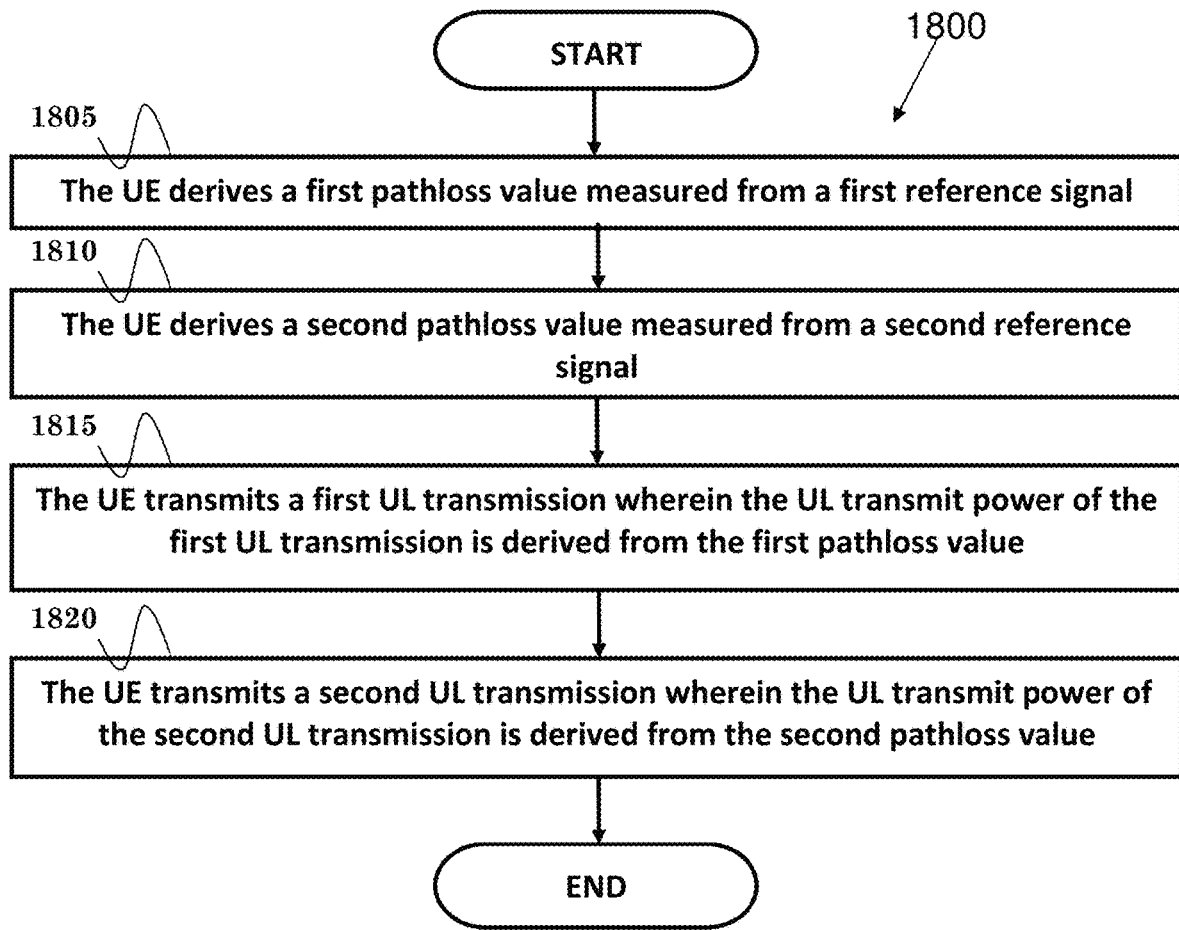 START
1800
1805
The UE derives a first pathloss value measured from a first reference signal
1810
The UE derives a second pathloss value measured from a second reference
signal
1815
The UE transmits a first UL transmission wherein the UL transmit power of the
first UL transmission is derived from the first pathloss value
1820
The UE transmits a second UL transmission wherein the UL transmit power of
the second UL transmission is derived from the second pathloss value
END